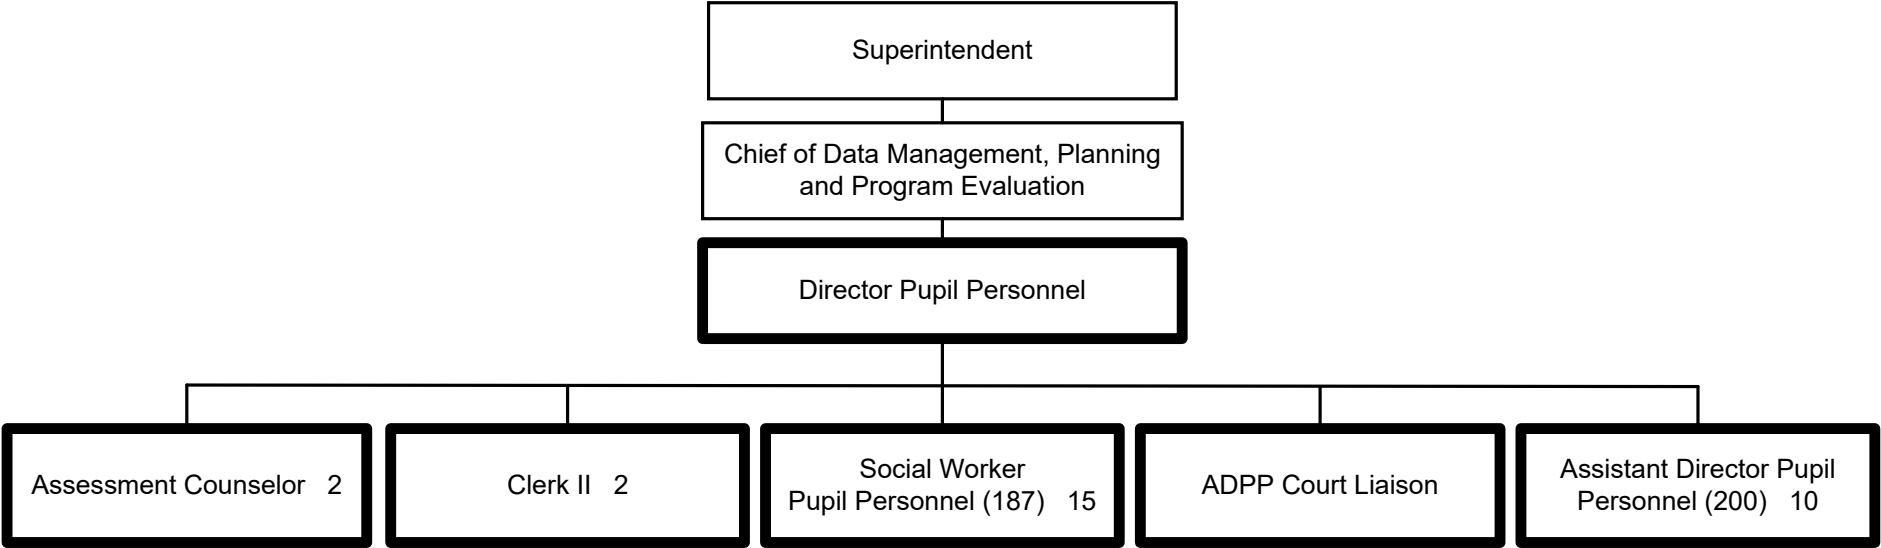 Superintendent
Chief of Data Management, Planning
and Program Evaluation
Director Pupil Personnel
Assessment Counselor 2
Clerk II 2
Social Worker
Pupil Personnel (187) 15
ADPP Court Liaison
Assistant Director Pupil
Personnel (200) 10